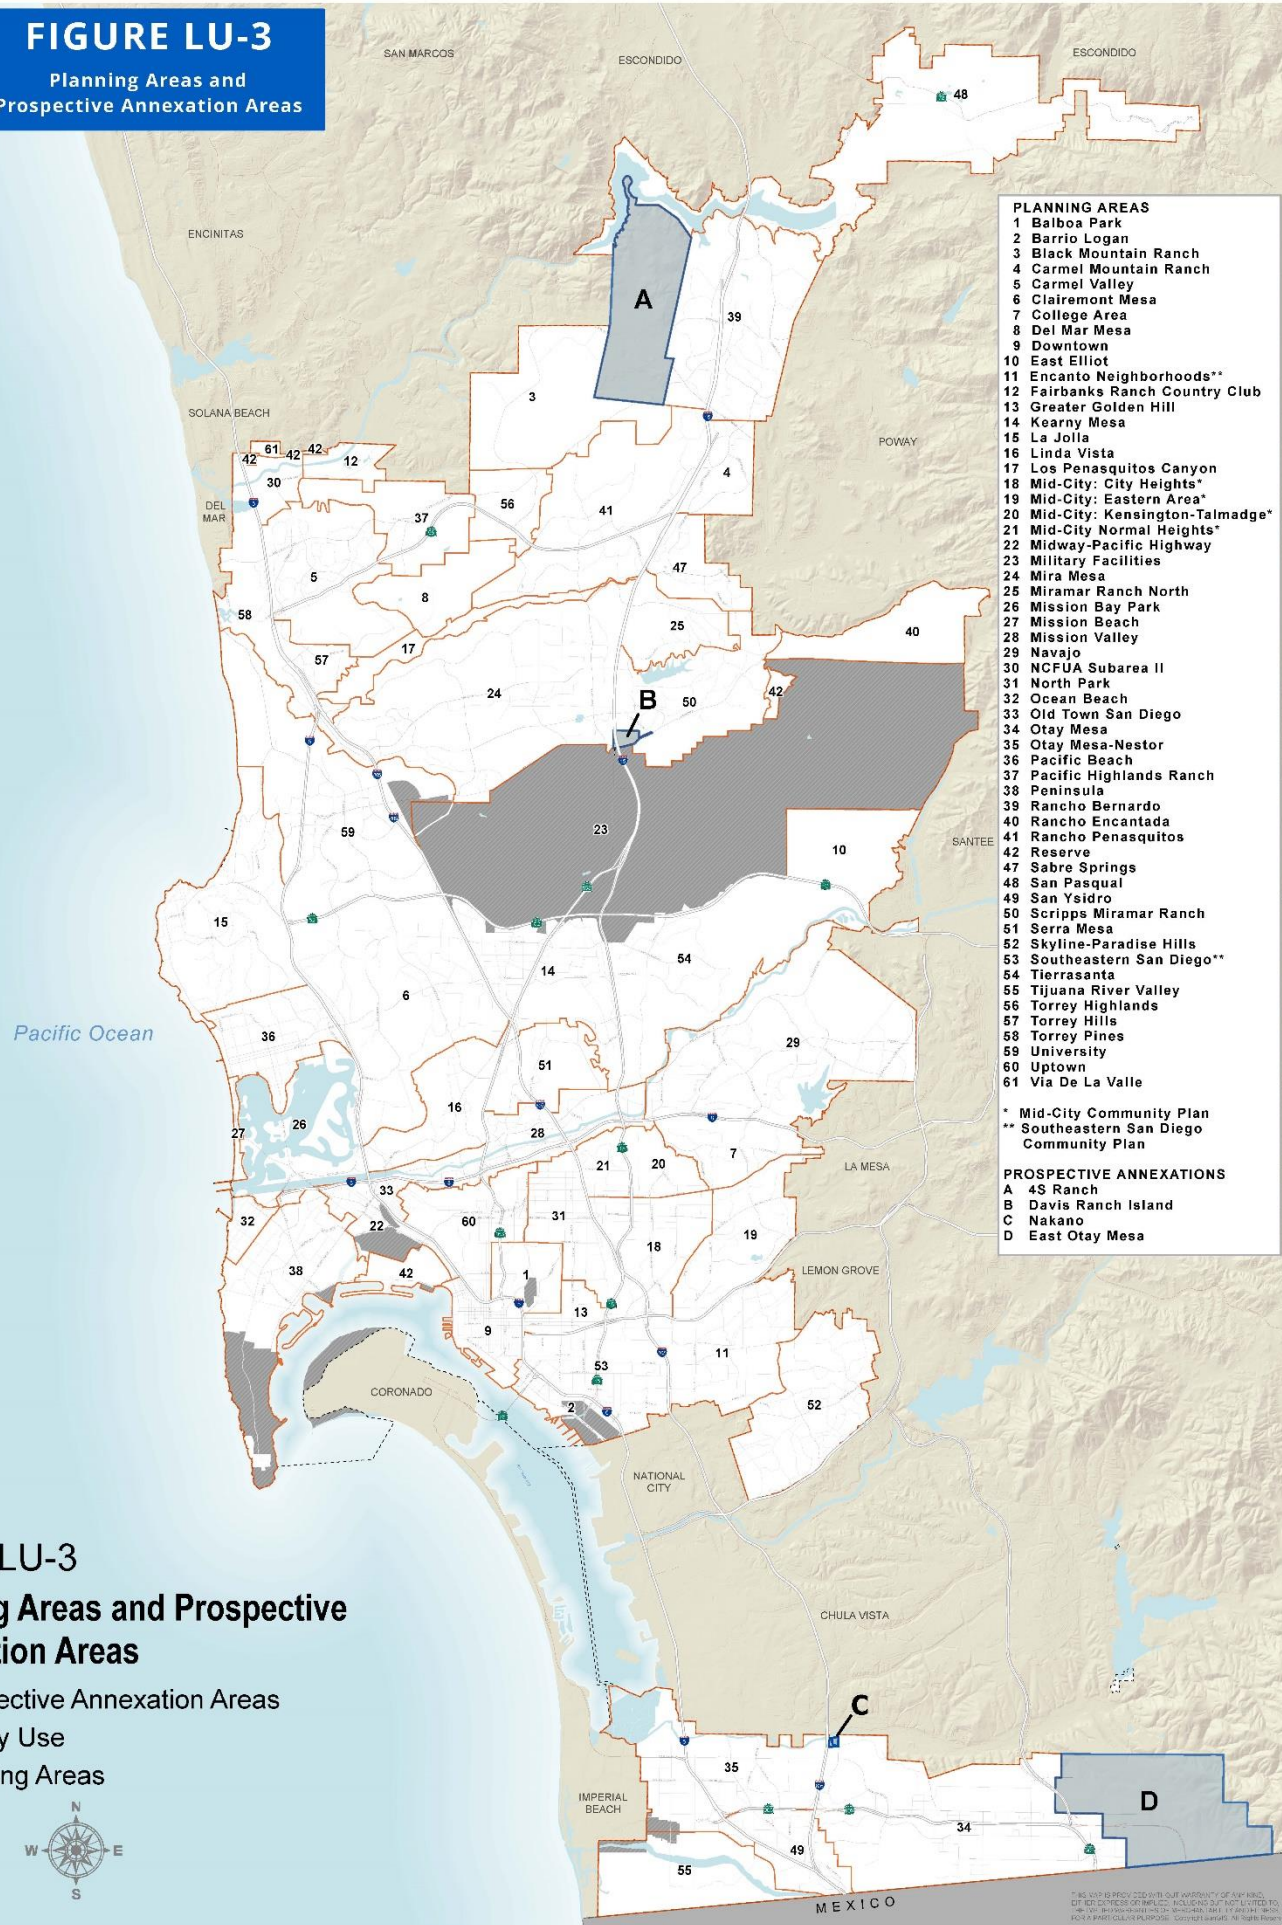 FIGURE LU-3
Planning Areas and
Prospective Annexation Areas
SAN MARCOS
ESCONDIDO
ESCONDIDO
48
ENCINITAS
A
39
3
SOLANA BEACH
POWAY
61
42
42
42
12
30
4
DEL
MAR
37
56
41
5
47
8
58
25
40
17
57
24
B
50
42
59
23
10
SANTEE
15
14
54
6
Pacific Ocean
36
29
51
16
26
27
28
21
20
7
LA MESA
33
32
22
60
31
18
19
38
42
1
LEMON GROVE
13
9
53
11
CORONADO
2
52
NATIONAL
CITY
CHULA VISTA
C
35
IMPERIAL
BEACH
D
34
49
55
MEXICO
PLANNING AREAS
1 Balboa Park
2 Barrio Logan
3 Black Mountain Ranch
4 Carmel Mountain Ranch
5 Carmel Valley
6 Clairemont Mesa
7 College Area
8 Del Mar Mesa
9 Downtown
10 East Elliot
11 Encanto Neighborhoods**
12 Fairbanks Ranch Country Club
13 Greater Golden Hill
14 Kearny Mesa
15 La Jolla
16 Linda Vista
17 Los Penasquitos Canyon
18 Mid-City: City Heights*
19 Mid-City: Eastern Area*
20 Mid-City: Kensington-Talmadge*
21 Mid-City Normal Heights*
22 Midway-Pacific Highway
23 Military Facilities
24 Mira Mesa
25 Miramar Ranch North
26 Mission Bay Park
27 Mission Beach
28 Mission Valley
29 Navajo
30 NCFUA Subarea II
31 North Park
32 Ocean Beach
33 Old Town San Diego
34 Otay Mesa
35 Otay Mesa-Nestor
36 Pacific Beach
37 Pacific Highlands Ranch
38 Peninsula
39 Rancho Bernardo
40 Rancho Encantada
41 Rancho Penasquitos
42 Reserve
47 Sabre Springs
48 San Pasqual
49 San Ysidro
50 Scripps Miramar Ranch
51 Serra Mesa
52 Skyline-Paradise Hills
53 Southeastern San Diego**
54 Tierrasanta
55 Tijuana River Valley
56 Torrey Highlands
57 Torrey Hills
58 Torrey Pines
59 University
60 Uptown
61 Via De La Valle
* Mid-City Community Plan
** Southeastern San Diego
Community Plan
PROSPECTIVE ANNEXATIONS
A 4S Ranch
B Davis Ranch Island
C Nakano
D East Otay Mesa
LU-3
g Areas and Prospective
tion Areas
ective Annexation Areas
y Use
ng Areas
N
W E
S